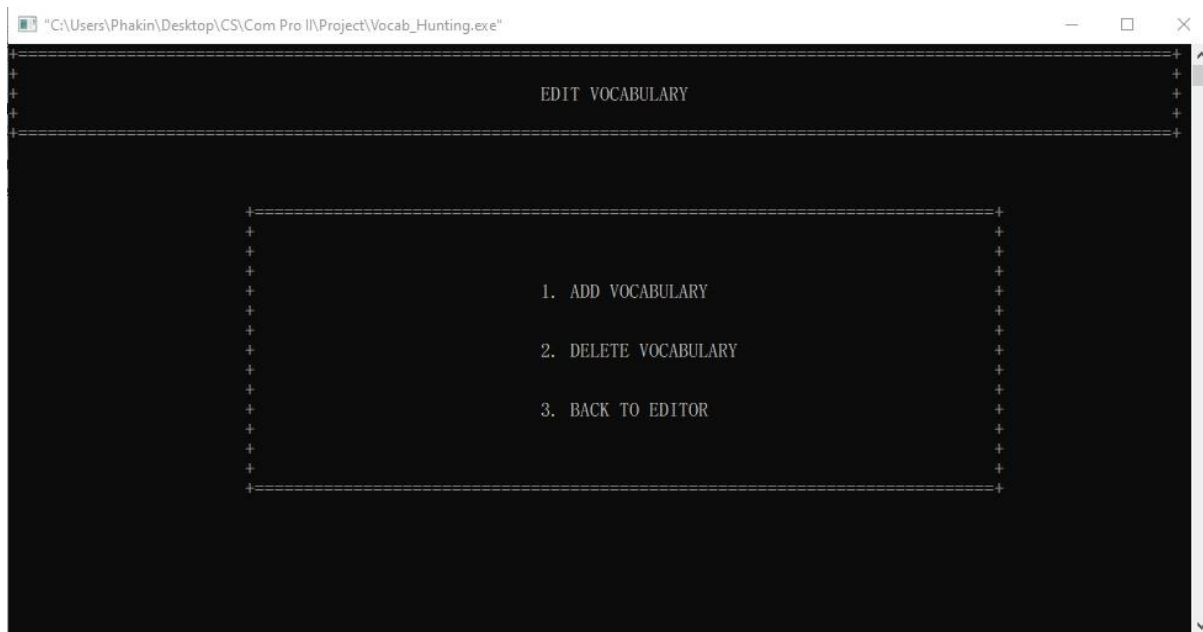 "C:\Users\Phakin\Desktop\CS\Com Pro II\Project\Vocab_Hunting.exe"
EDIT VOCABULARY
1. ADD VOCABULARY
2. DELETE VOCABULARY
3. BACK TO EDITOR